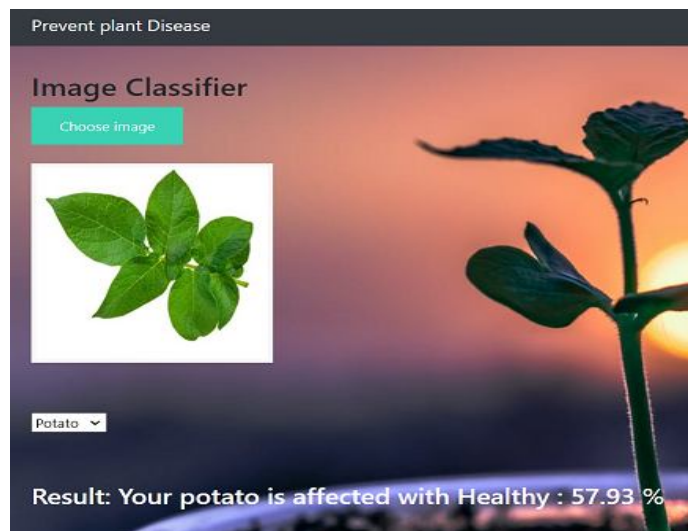 Prevent plant Disease
Image Classifier
Choose image
Potato
Result: Your potato is affected with Healthy : 57.93 %